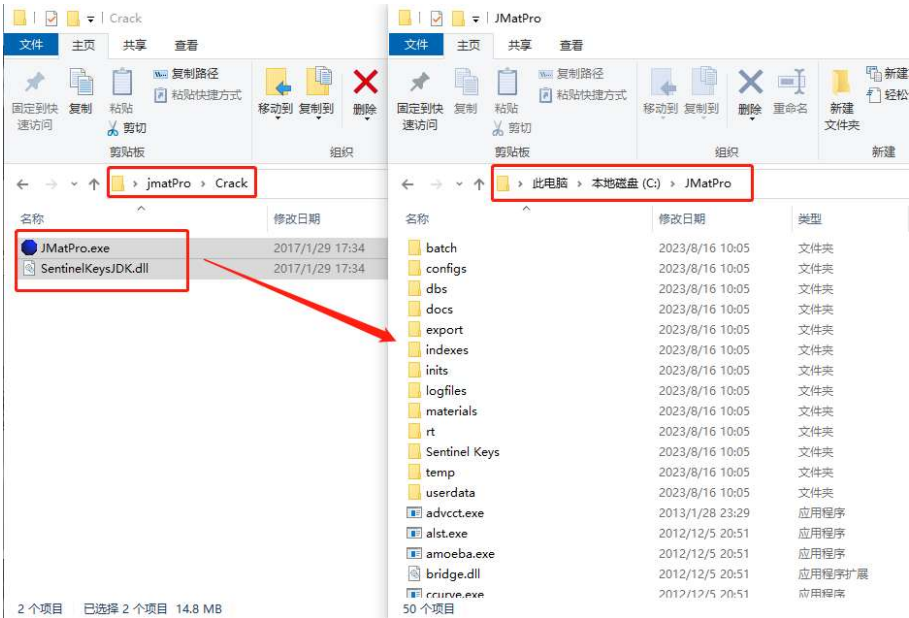 Crack
文件 主页 共享 查看
固定到快速访问 复制 粘贴 复制路径 粘贴快捷方式 剪切 移动到 复制到 删除
剪贴板 组织
jmatPro › Crack
名称 修改日期
JMatPro.exe 2017/1/29 17:34
SentinelKeysJDK.dll 2017/1/29 17:34
2 个项目 已选择 2 个项目 14.8 MB
JMatPro
文件 主页 共享 查看
固定到快速访问 复制 粘贴 复制路径 粘贴快捷方式 剪切 移动到 复制到 删除 重命名 新建文件夹 新建 轻松
剪贴板 组织 新建
此电脑 › 本地磁盘 (C:) › JMatPro
名称 修改日期 类型
batch 2023/8/16 10:05 文件夹
configs 2023/8/16 10:05 文件夹
dbs 2023/8/16 10:05 文件夹
docs 2023/8/16 10:05 文件夹
export 2023/8/16 10:05 文件夹
indexes 2023/8/16 10:05 文件夹
inits 2023/8/16 10:05 文件夹
logfiles 2023/8/16 10:05 文件夹
materials 2023/8/16 10:05 文件夹
rt 2023/8/16 10:05 文件夹
Sentinel Keys 2023/8/16 10:05 文件夹
temp 2023/8/16 10:05 文件夹
userdata 2023/8/16 10:05 文件夹
advcct.exe 2013/1/28 23:29 应用程序
alst.exe 2012/12/5 20:51 应用程序
amoeba.exe 2012/12/5 20:51 应用程序
bridge.dll 2012/12/5 20:51 应用程序扩展
ccurve.exe 2012/12/5 20:51 应用程序
50 个项目